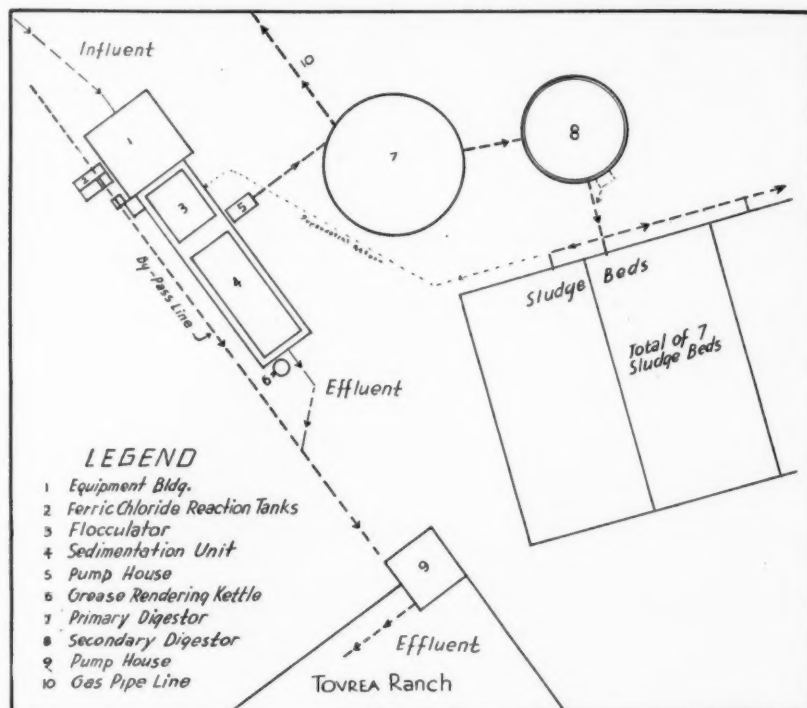 Influent
10
1
2
3
5
7
8
4
By-Pass Line
Sludge Beds
Total of 7
Sludge Beds
6
Effluent
LEGEND
1 Equipment Bldg.
2 Ferric Chloride Reaction Tanks
3 Flocculator
4 Sedimentation Unit
5 Pump House
6 Grease Rendering Kettle
7 Primary Digestor
8 Secondary Digestor
9 Pump House
10 Gas Pipe Line
9
Effluent
TOVREA Ranch